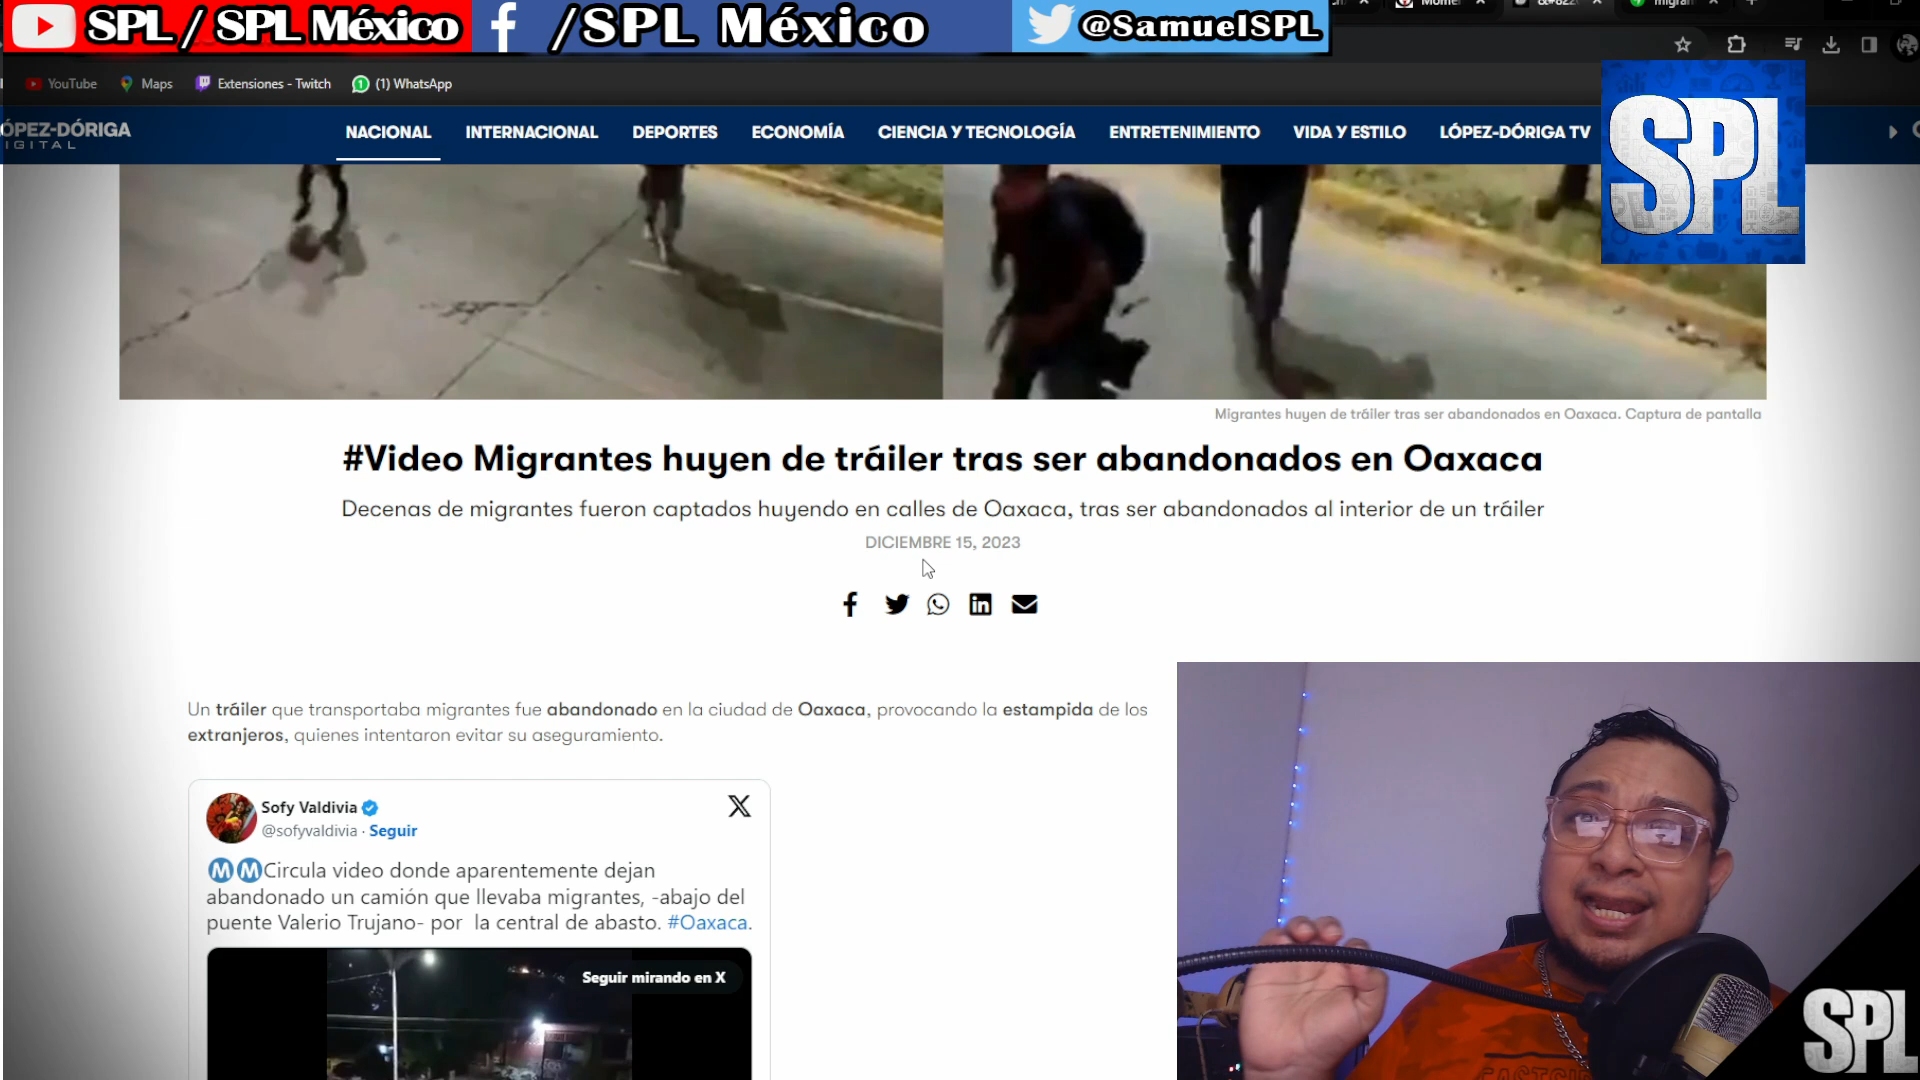 SPL / SPL México
/SPL México
@SamuelSPL
YouTube
Maps
Extensiones - Twitch
(1) WhatsApp
ÓPEZ-DÓRIGA
IGITAL
NACIONAL
INTERNACIONAL
DEPORTES
ECONOMÍA
CIENCIA Y TECNOLOGÍA
ENTRETENIMIENTO
VIDA Y ESTILO
LÓPEZ-DÓRIGA TV
SPL
Migrantes huyen de tráiler tras ser abandonados en Oaxaca. Captura de pantalla
#Video Migrantes huyen de tráiler tras ser abandonados en Oaxaca
Decenas de migrantes fueron captados huyendo en calles de Oaxaca, tras ser abandonados al interior de un tráiler
DICIEMBRE 15, 2023
Un tráiler que transportaba migrantes fue abandonado en la ciudad de Oaxaca, provocando la estampida de los
extranjeros, quienes intentaron evitar su aseguramiento.
Sofy Valdivia
@sofyvaldivia · Seguir
ⓂⓂCircula video donde aparentemente dejan
abandonado un camión que llevaba migrantes, -abajo del
puente Valerio Trujano- por la central de abasto. #Oaxaca.
Seguir mirando en X
SPL